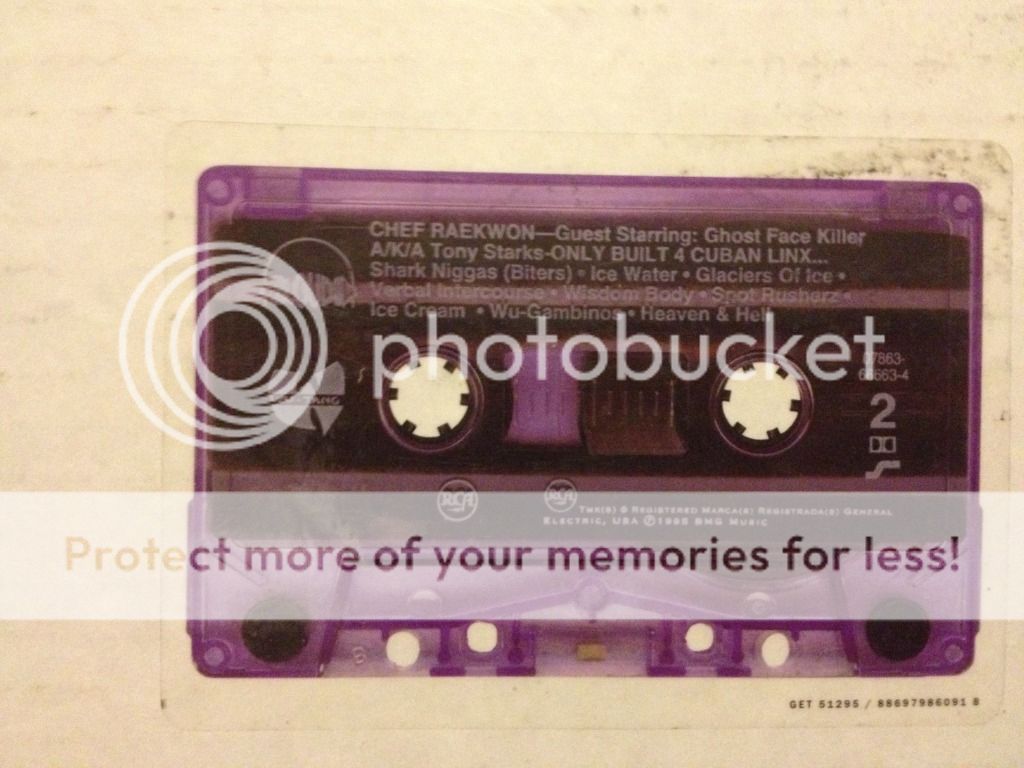 CHEF RAEKWON—Guest Starring: Ghost Face Killer
A/K/A Tony Starks-ONLY BUILT 4 CUBAN LINX...
Shark Niggas (Biters) • Ice Water • Glaciers Of Ice •
Verbal Intercourse • Wisdom Body • Spot Rusherz •
Ice Cream • Wu-Gambinos • Heaven & Hell
photobucket
07863-
66663-4
2
RCA RCA
TMK(S) ® REGISTERED MARCA(S) REGISTRADA(S) GENERAL
ELECTRIC, USA ℗ 1995 BMG MUSIC
Protect more of your memories for less!
B
GET 51295 / 88697986091 B